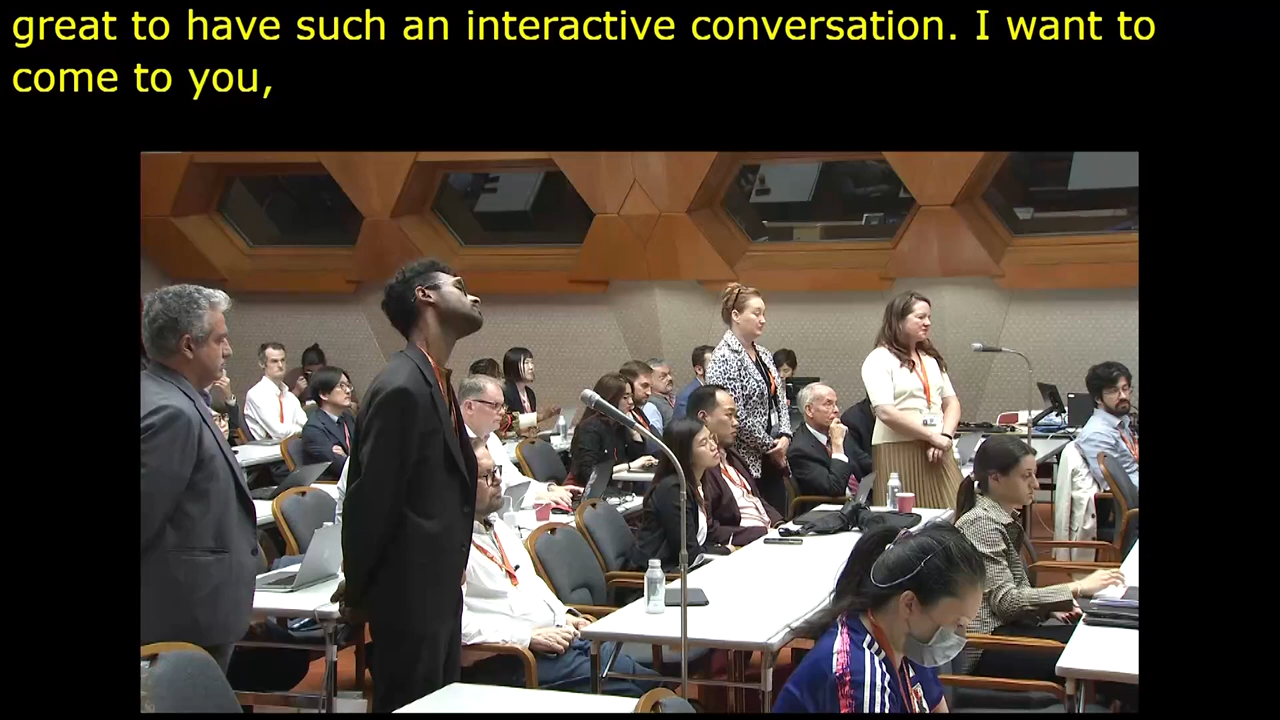 great to have such an interactive conversation. I want to
come to you,